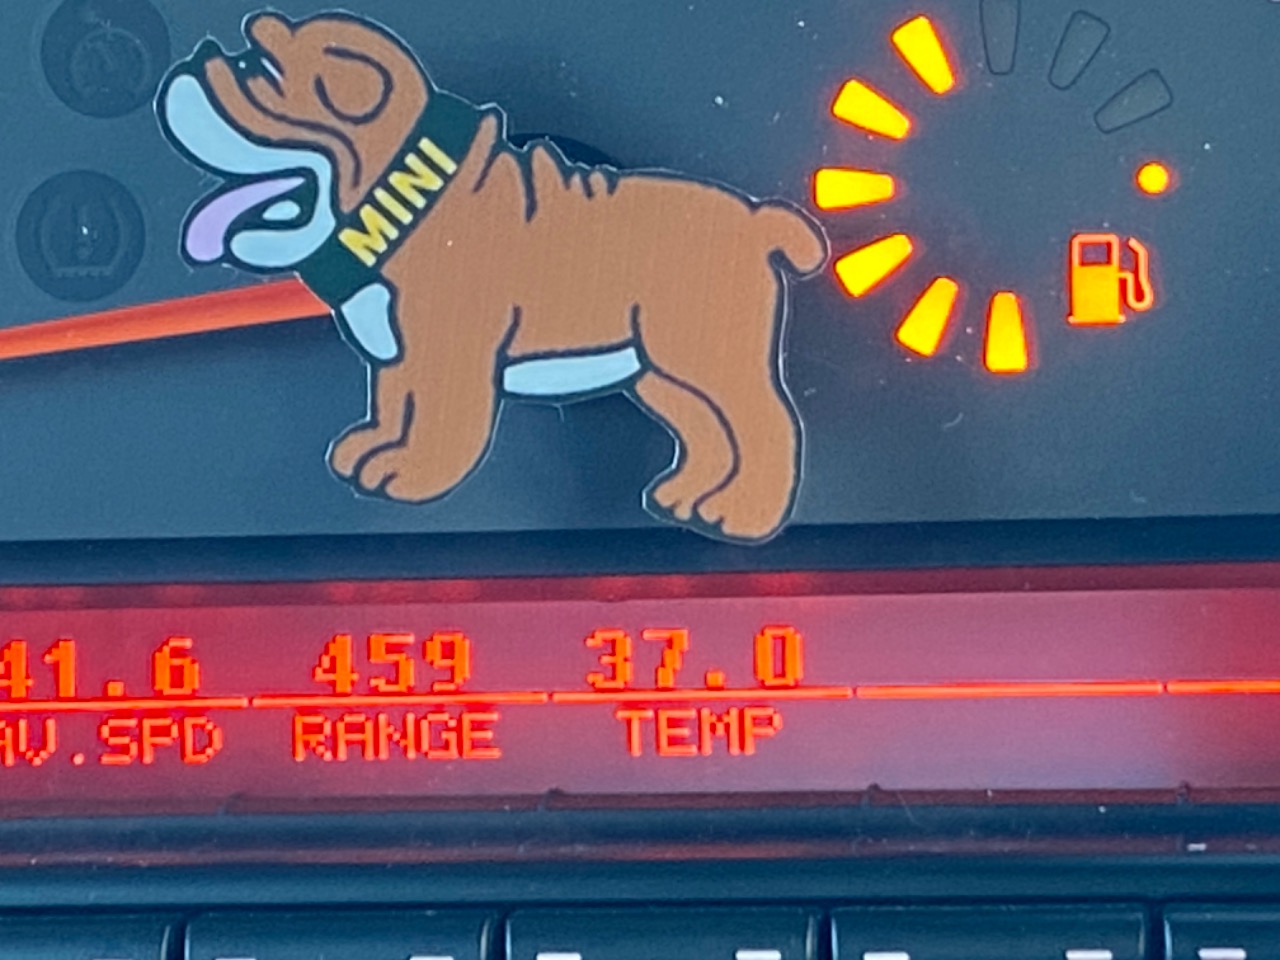 MINI
41.6 459 37.0
AV.SPD RANGE TEMP